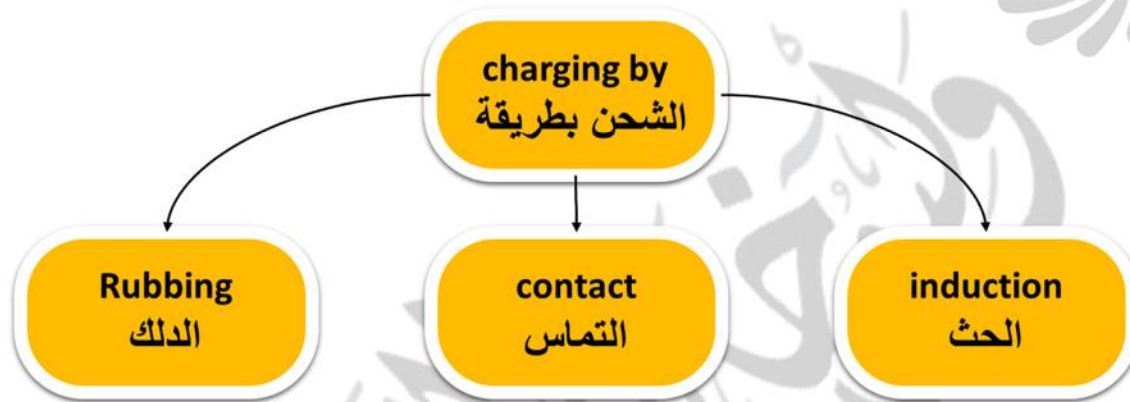 charging by
الشحن بطريقة
Rubbing
الدلك
contact
التماس
induction
الحث